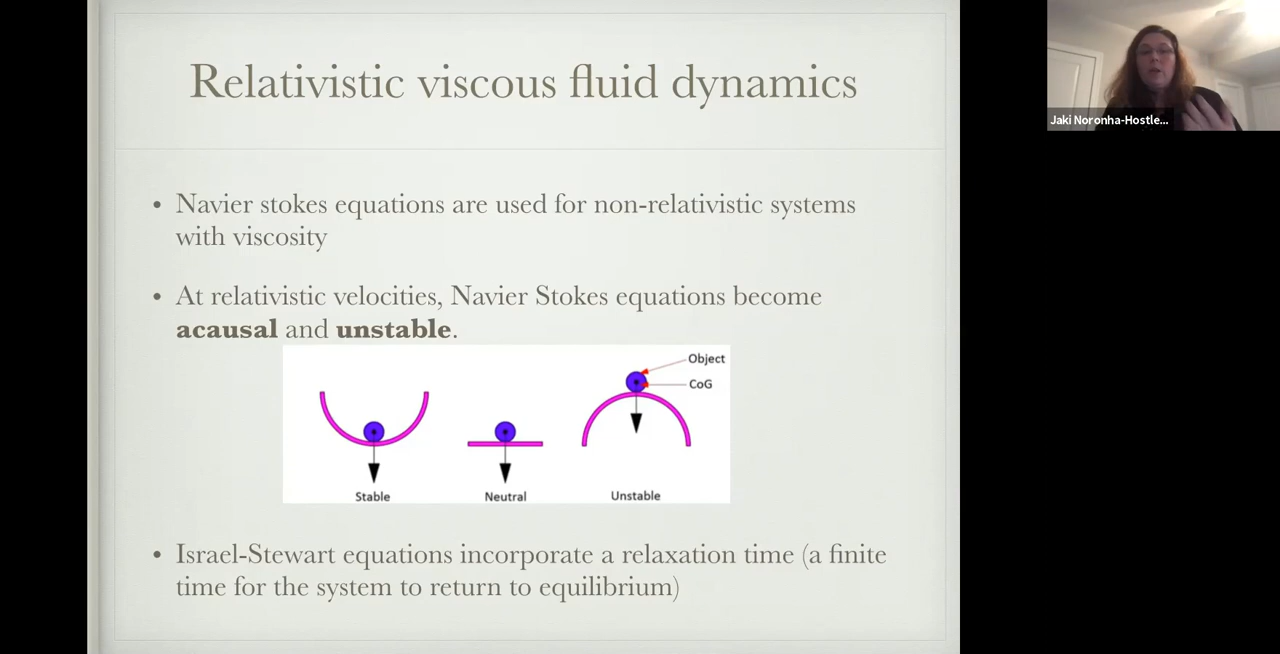 Relativistic viscous fluid dynamics
• Navier stokes equations are used for non-relativistic systems
with viscosity
• At relativistic velocities, Navier Stokes equations become
acausal and unstable.
Object
CoG
Stable
Neutral
Unstable
• Israel-Stewart equations incorporate a relaxation time (a finite
time for the system to return to equilibrium)
Jaki Noronha-Hostle...